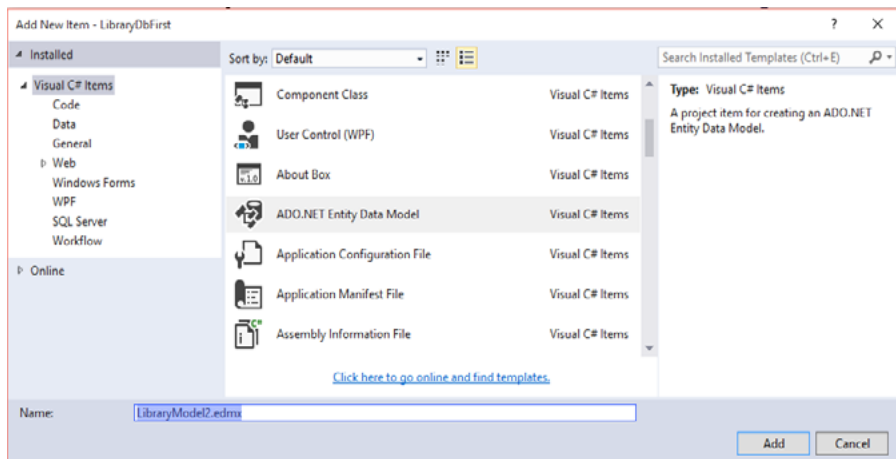 Add New Item - LibraryDbFirst ? X
Installed
Visual C# Items
Code
Data
General
Web
Windows Forms
WPF
SQL Server
Workflow
Online
Sort by: Default
Component Class Visual C# Items
User Control (WPF) Visual C# Items
About Box Visual C# Items
ADO.NET Entity Data Model Visual C# Items
Application Configuration File Visual C# Items
Application Manifest File Visual C# Items
Assembly Information File Visual C# Items
Click here to go online and find templates.
Search Installed Templates (Ctrl+E)
Type: Visual C# Items
A project item for creating an ADO.NET
Entity Data Model.
Name: LibraryModel2.edmx
Add Cancel